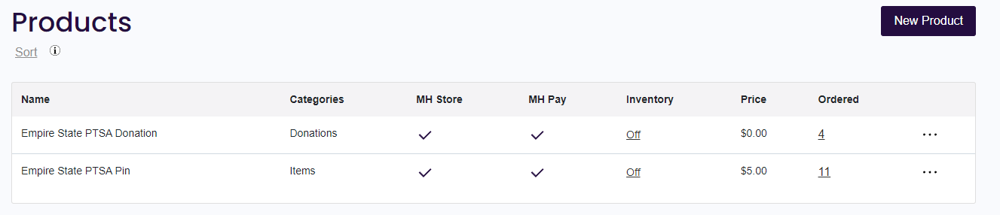 Products
New Product
Sort
Name Categories MH Store MH Pay Inventory Price Ordered
Empire State PTSA Donation Donations Off $0.00 4
Empire State PTSA Pin Items Off $5.00 11